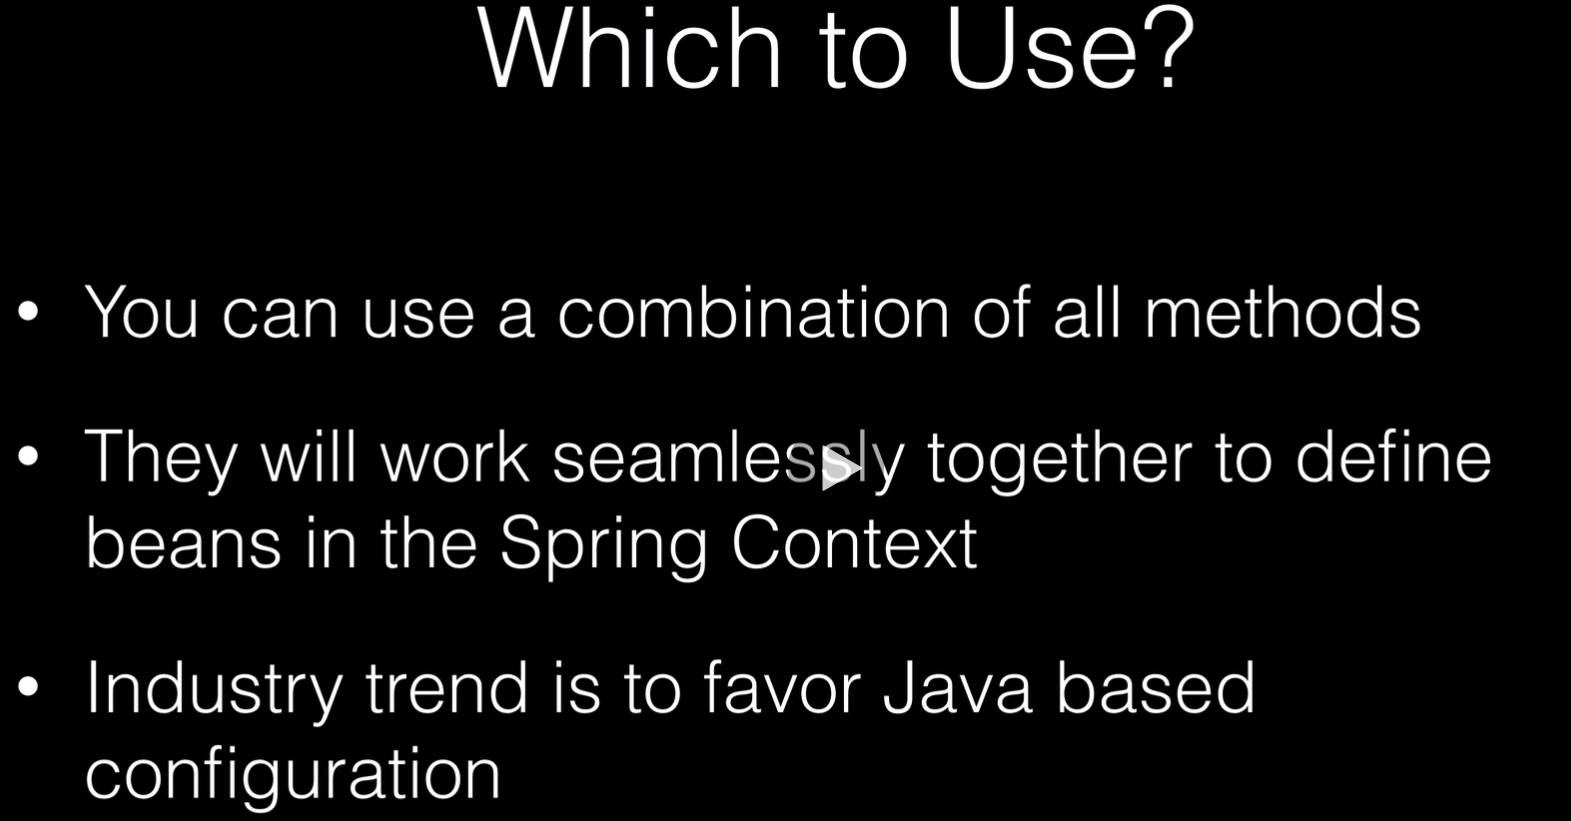 Which to Use?
• You can use a combination of all methods
• They will work seamlessly together to define
beans in the Spring Context
• Industry trend is to favor Java based
configuration